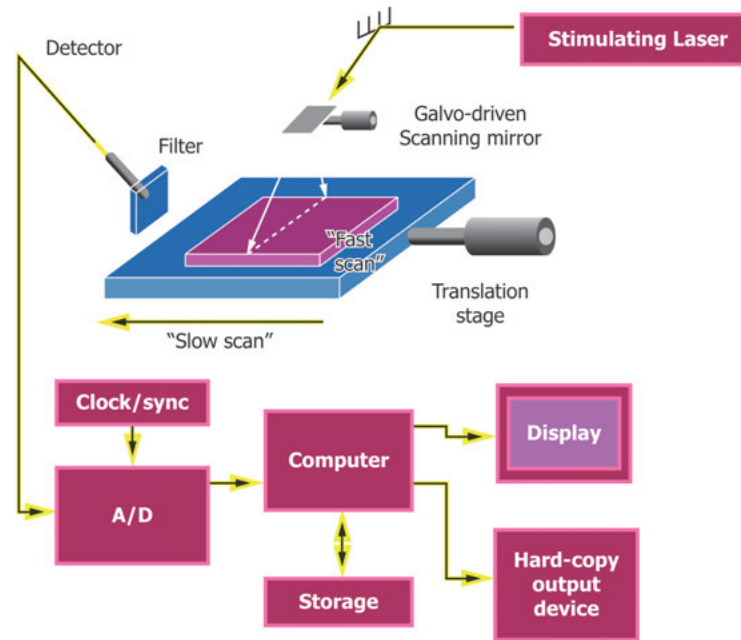 Stimulating Laser
Detector
Galvo-driven
Scanning mirror
Filter
“Fast
scan”
Translation
stage
“Slow scan”
Clock/sync
Display
Computer
A/D
Hard-copy
output
device
Storage